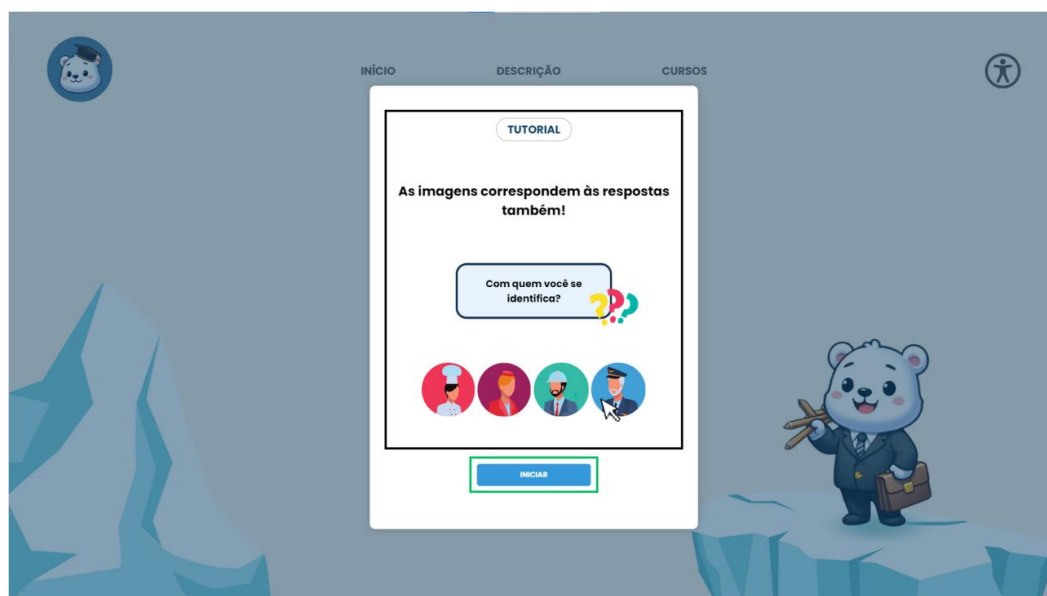 INÍCIO DESCRIÇÃO CURSOS
TUTORIAL
As imagens correspondem às respostas
também!
Com quem você se
identifica?
???
INICIAR